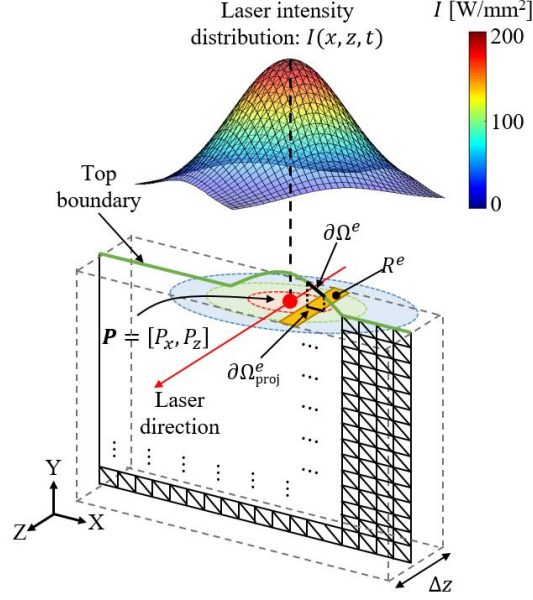 Laser intensity
distribution: I(x, z, t)
I [W/mm²]
200
100
0
Top
boundary
∂Ωᵉ
Rᵉ
P = [Pₓ, P_z]
∂Ωᵉ_proj
Laser
direction
Y
Z
X
Δz